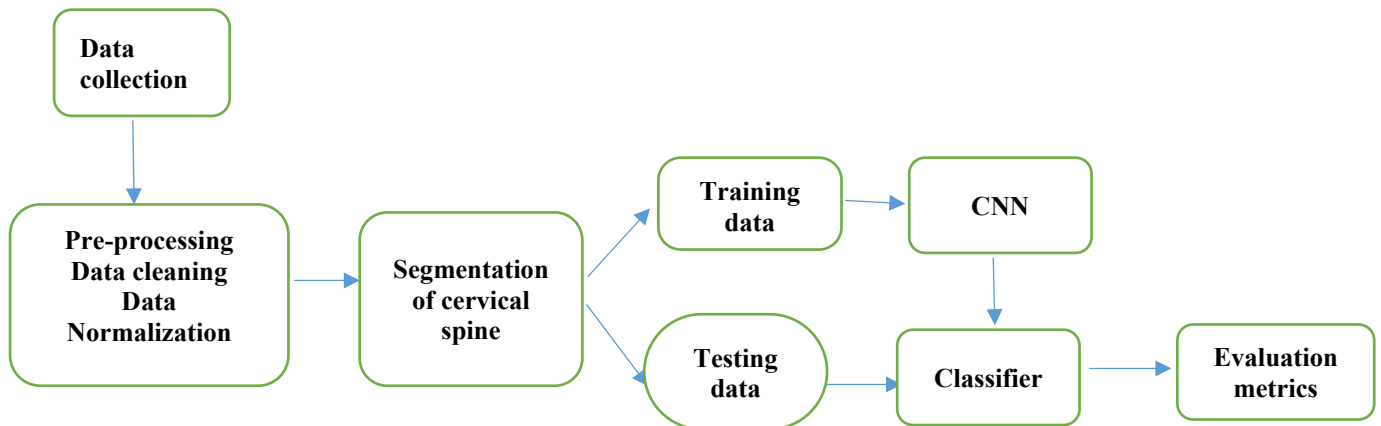 Data
collection
Pre-processing
Data cleaning
Data
Normalization
Segmentation
of cervical
spine
Training
data
CNN
Testing
data
Classifier
Evaluation
metrics